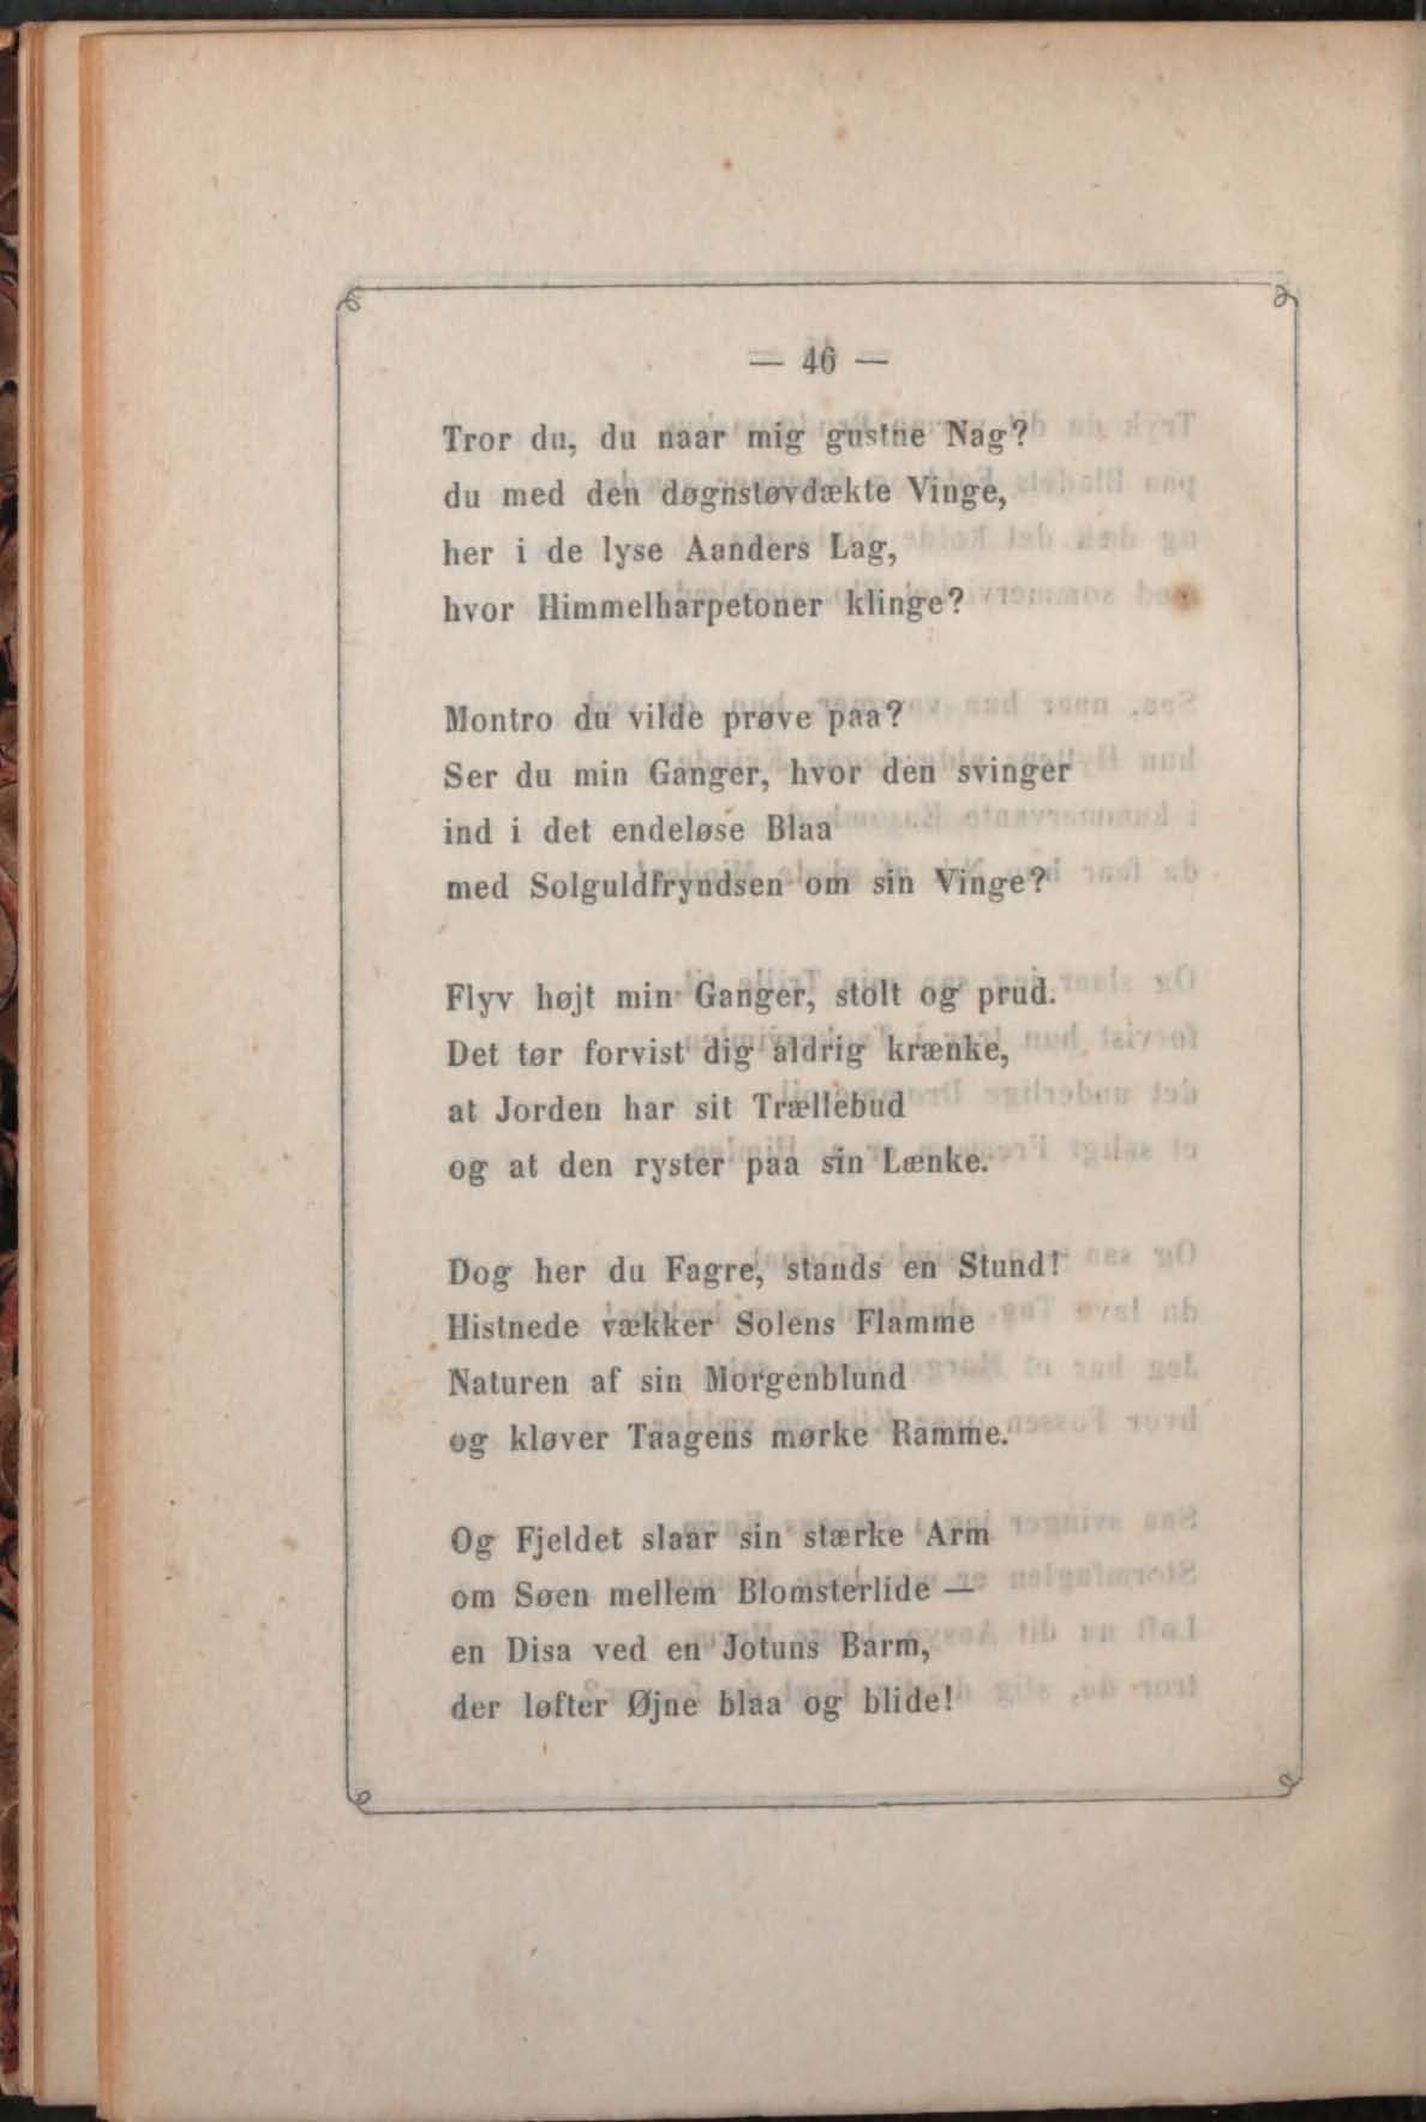 — 46 —
Tror du, du naar mig gustne Nag?
du med den døgnstøvdækte Vinge,
her i de lyse Aanders Lag,
hvor Himmelharpetoner klinge?
Montro du vilde prøve paa?
Ser du min Ganger, hvor den svinger
ind i det endeløse Blaa
med Solguldfryndsen om sin Vinge?
Flyv højt min Ganger, stolt og prud.
Det tør forvist dig aldrig krænke,
at Jorden har sit Trællebud
og at den ryster paa sin Lænke.
Dog her du Fagre, stands en Stund!
Histnede vækker Solens Flamme
Naturen af sin Morgenblund
og kløver Taagens mørke Ramme.
Og Fjeldet slaar sin stærke Arm
om Søen mellem Blomsterlide —
en Disa ved en Jotuns Barm,
der løfter Øjne blaa og blide!